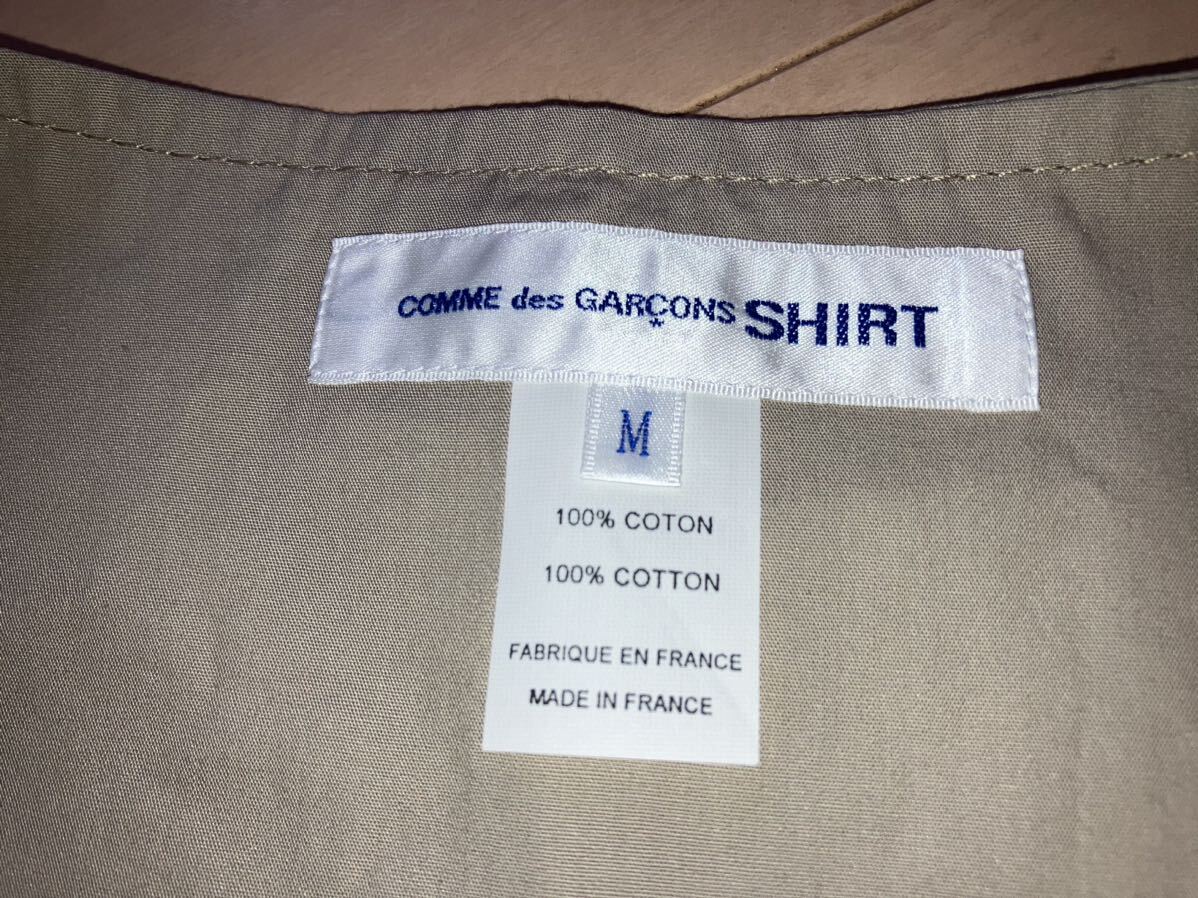 COMME des GARÇONS SHIRT
*
M
100% COTON
100% COTTON
FABRIQUE EN FRANCE
MADE IN FRANCE